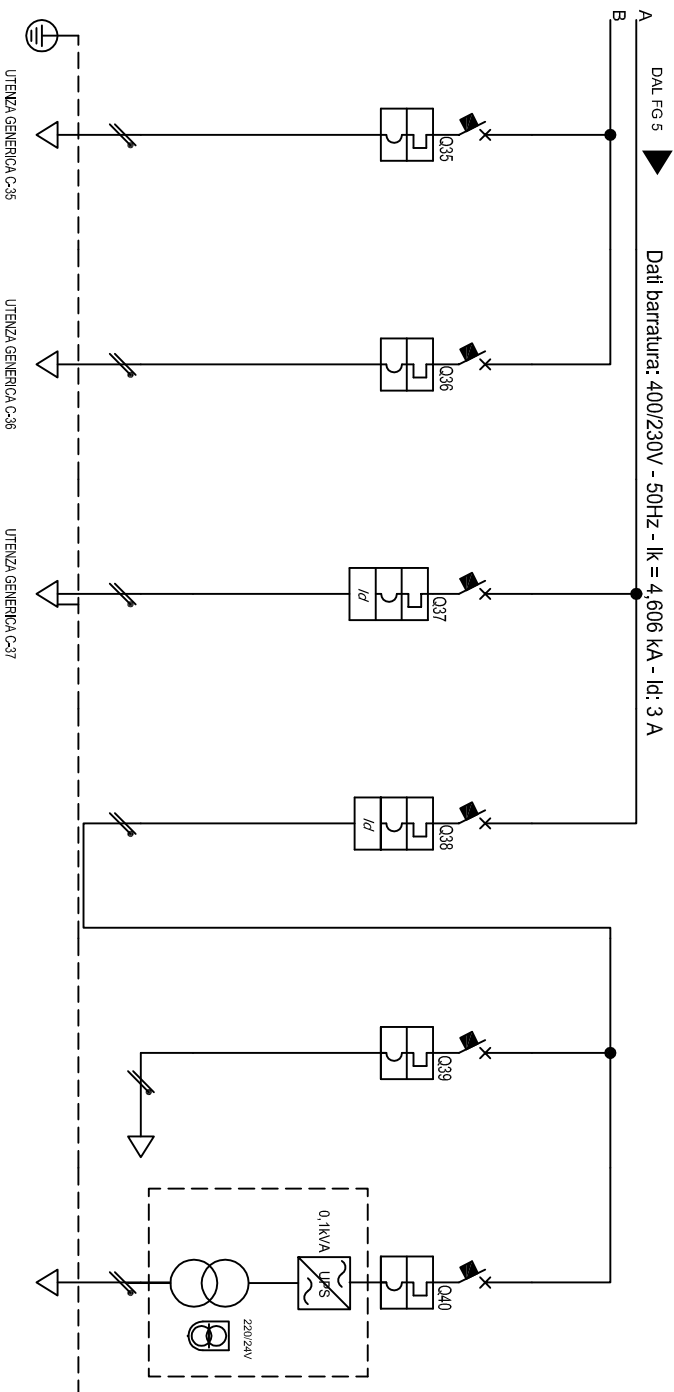 A
B
DAL FG 5
Dati barratura: 400/230V - 50Hz - Ik = 4,606 kA - Id: 3 A
Q35
Q36
Q37
Q38
Q39
Q40
Id
Id
0,1kVA
UPS
220/24V
UTENZA GENERICA C-35
UTENZA GENERICA C-36
UTENZA GENERICA C-37